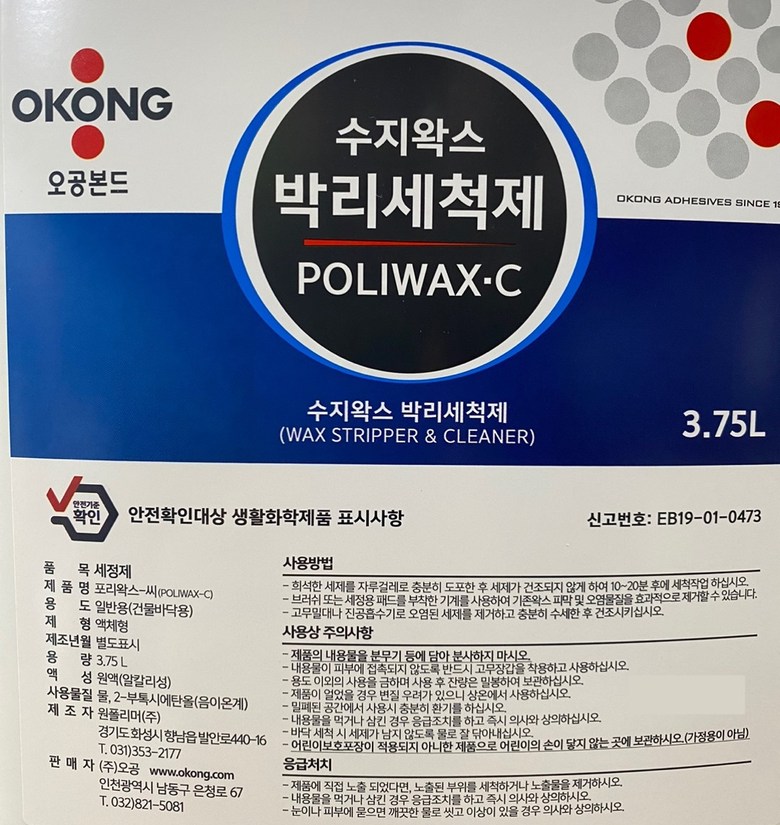 OKONG
오공본드
수지왁스
박리세척제
POLIWAX·C
OKONG ADHESIVES SINCE
수지왁스 박리세척제
(WAX STRIPPER & CLEANER)
3.75L
안전기준
확인
안전확인대상 생활화학제품 표시사항
신고번호: EB19-01-0473
품 목 세정제
제 품 명 포리왁스-씨(POLIWAX-C)
용 도 일반용(건물바닥용)
제 형 액체형
제조년월 별도표시
용 량 3.75 L
액 성 원액(알칼리성)
사용물질 물, 2-부톡시에탄올(음이온계)
제 조 자 원폴리머(주)
경기도 화성시 향남읍 발안로440-16
T. 031)353-2177
판 매 자 (주)오공 www.okong.com
인천광역시 남동구 은청로 67
T. 032)821-5081
사용방법
- 희석한 세제를 자루걸레로 충분히 도포한 후 세제가 건조되지 않게 하여 10~20분 후에 세척작업 하십시오.
- 브러쉬 또는 세정용 패드를 부착한 기계를 사용하여 기존왁스 피막 및 오염물질을 효과적으로 제거할 수 있습니다.
- 고무밀대나 진공흡수기로 오염된 세제를 제거하고 충분히 수세한 후 건조시키십시오.
사용상 주의사항
- 제품의 내용물을 분무기 등에 담아 분사하지 마시오.
- 내용물이 피부에 접촉되지 않도록 반드시 고무장갑을 착용하고 사용하십시오.
- 용도 이외의 사용을 금하며 사용 후 잔량은 밀봉하여 보관하십시오.
- 제품이 얼었을 경우 변질 우려가 있으니 상온에서 사용하십시오.
- 밀폐된 공간에서 사용시 충분히 환기를 하십시오.
- 내용물을 먹거나 삼킨 경우 응급조치를 하고 즉시 의사와 상의하십시오.
- 바닥 세척 시 세제가 남지 않도록 물로 잘 닦아내십시오.
- 어린이보호포장이 적용되지 아니한 제품으로 어린이의 손이 닿지 않는 곳에 보관하시오.(가정용이 아님)
응급처치
- 제품에 직접 노출 되었다면, 노출된 부위를 세척하거나 노출물을 제거하시오.
- 내용물을 먹거나 삼킨 경우 응급조치를 하고 즉시 의사와 상의하십시오.
- 눈이나 피부에 묻으면 깨끗한 물로 씻고 이상이 있을 경우 의사와 상의하십시오.